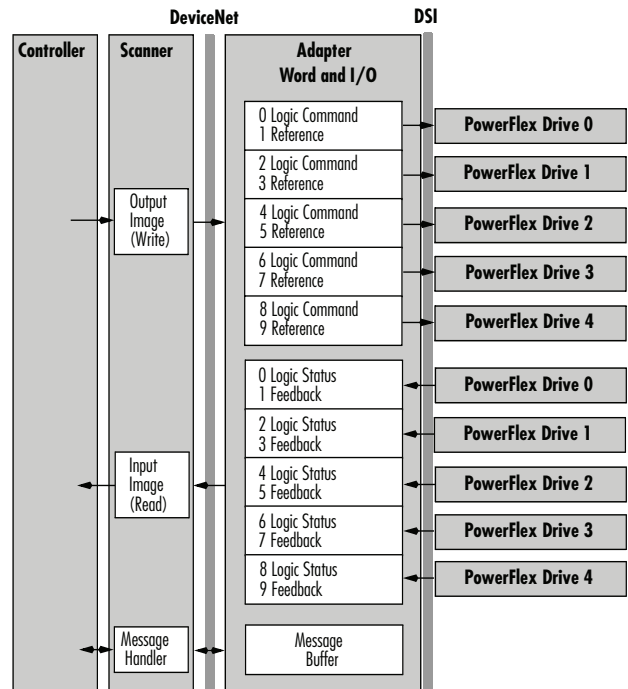 DeviceNet
DSI
Controller
Scanner
Adapter
Word and I/O
Output
Image
(Write)
0 Logic Command
1 Reference
2 Logic Command
3 Reference
4 Logic Command
5 Reference
6 Logic Command
7 Reference
8 Logic Command
9 Reference
PowerFlex Drive 0
PowerFlex Drive 1
PowerFlex Drive 2
PowerFlex Drive 3
PowerFlex Drive 4
Input
Image
(Read)
0 Logic Status
1 Feedback
2 Logic Status
3 Feedback
4 Logic Status
5 Feedback
6 Logic Status
7 Feedback
8 Logic Status
9 Feedback
PowerFlex Drive 0
PowerFlex Drive 1
PowerFlex Drive 2
PowerFlex Drive 3
PowerFlex Drive 4
Message
Handler
Message
Buffer